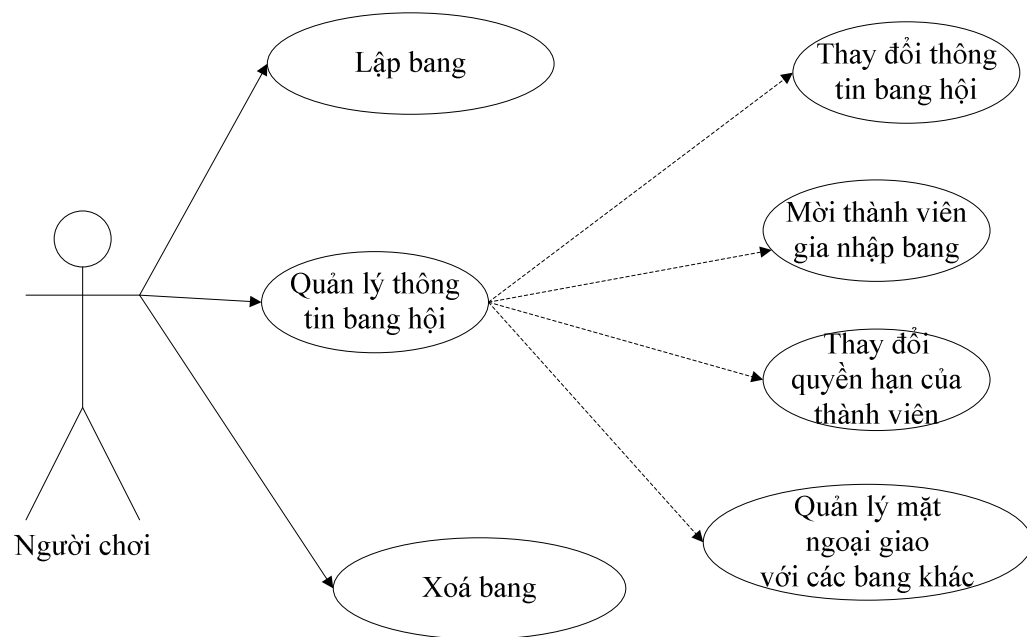 Lập bang
Thay đổi thông
tin bang hội
Mời thành viên
gia nhập bang
Quản lý thông
tin bang hội
Thay đổi
quyền hạn của
thành viên
Quản lý mặt
ngoại giao
với các bang khác
Người chơi
Xoá bang